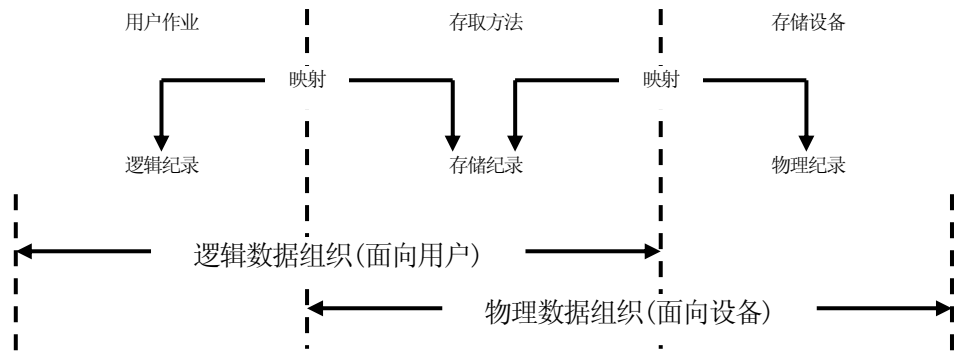 用户作业 存取方法 存储设备
映射 映射
逻辑纪录 存储纪录 物理纪录
逻辑数据组织(面向用户)
物理数据组织(面向设备)